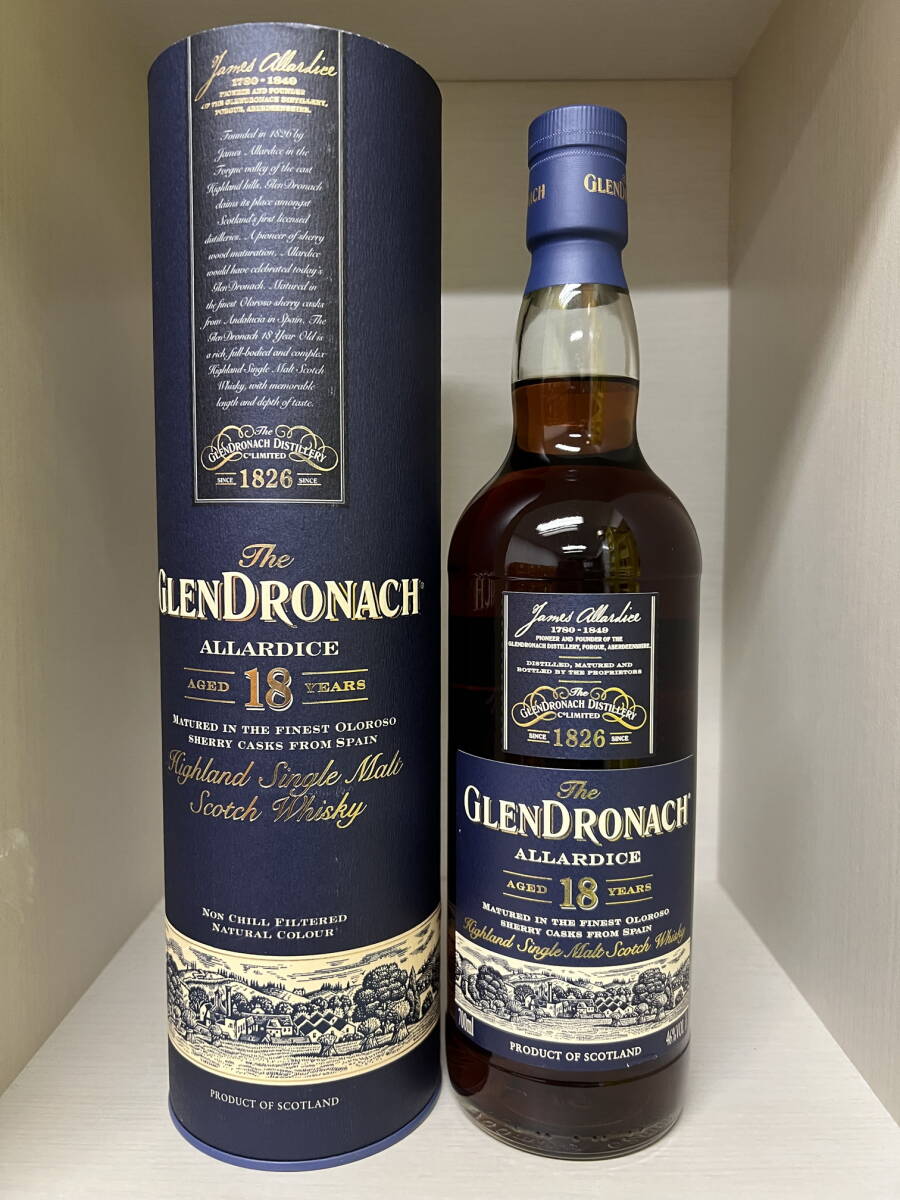 James Allardice
1780-1849
PIONEER AND FOUNDER
OF THE GLENDRONACH DISTILLERY,
FORGUE, ABERDEENSHIRE.
Founded in 1826 by
James Allardice in the
Forgue valley of the east
Highland hills, GlenDronach
claims its place amongst
Scotland's first licensed
distilleries. A pioneer of sherry
wood maturation, Allardice
would have celebrated today's
GlenDronach. Matured in
the finest Oloroso sherry casks
from Andalucia in Spain, The
GlenDronach 18 Year Old is
a rich, full-bodied and complex
Highland Single Malt Scotch
Whisky, with memorable
length and depth of taste.
The
GLENDRONACH DISTILLERY
Co LIMITED
SINCE 1826 SINCE
The
GLENDRONACH
ALLARDICE
AGED 18 YEARS
MATURED IN THE FINEST OLOROSO
SHERRY CASKS FROM SPAIN
Highland Single Malt
Scotch Whisky
NON CHILL FILTERED
NATURAL COLOUR
PRODUCT OF SCOTLAND
GLEN
James Allardice
1780-1849
PIONEER AND FOUNDER OF THE
GLENDRONACH DISTILLERY, FORGUE, ABERDEENSHIRE.
DISTILLED, MATURED AND
BOTTLED BY THE PROPRIETORS
The
GLENDRONACH DISTILLERY
Co LIMITED
SINCE 1826 SINCE
The
GLENDRONACH
ALLARDICE
AGED 18 YEARS
MATURED IN THE FINEST OLOROSO
SHERRY CASKS FROM SPAIN
Highland Single Malt Scotch Whisky
PRODUCT OF SCOTLAND